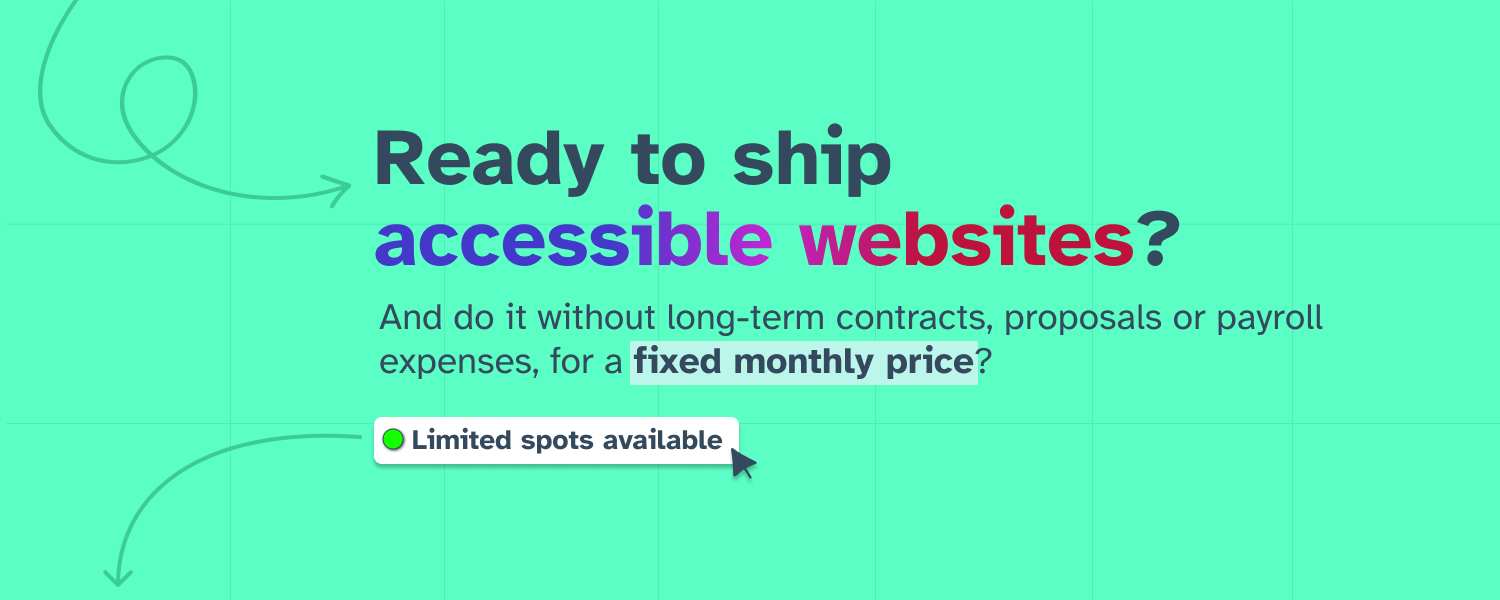 Ready to ship
accessible websites?
And do it without long-term contracts, proposals or payroll
expenses, for a fixed monthly price?
Limited spots available